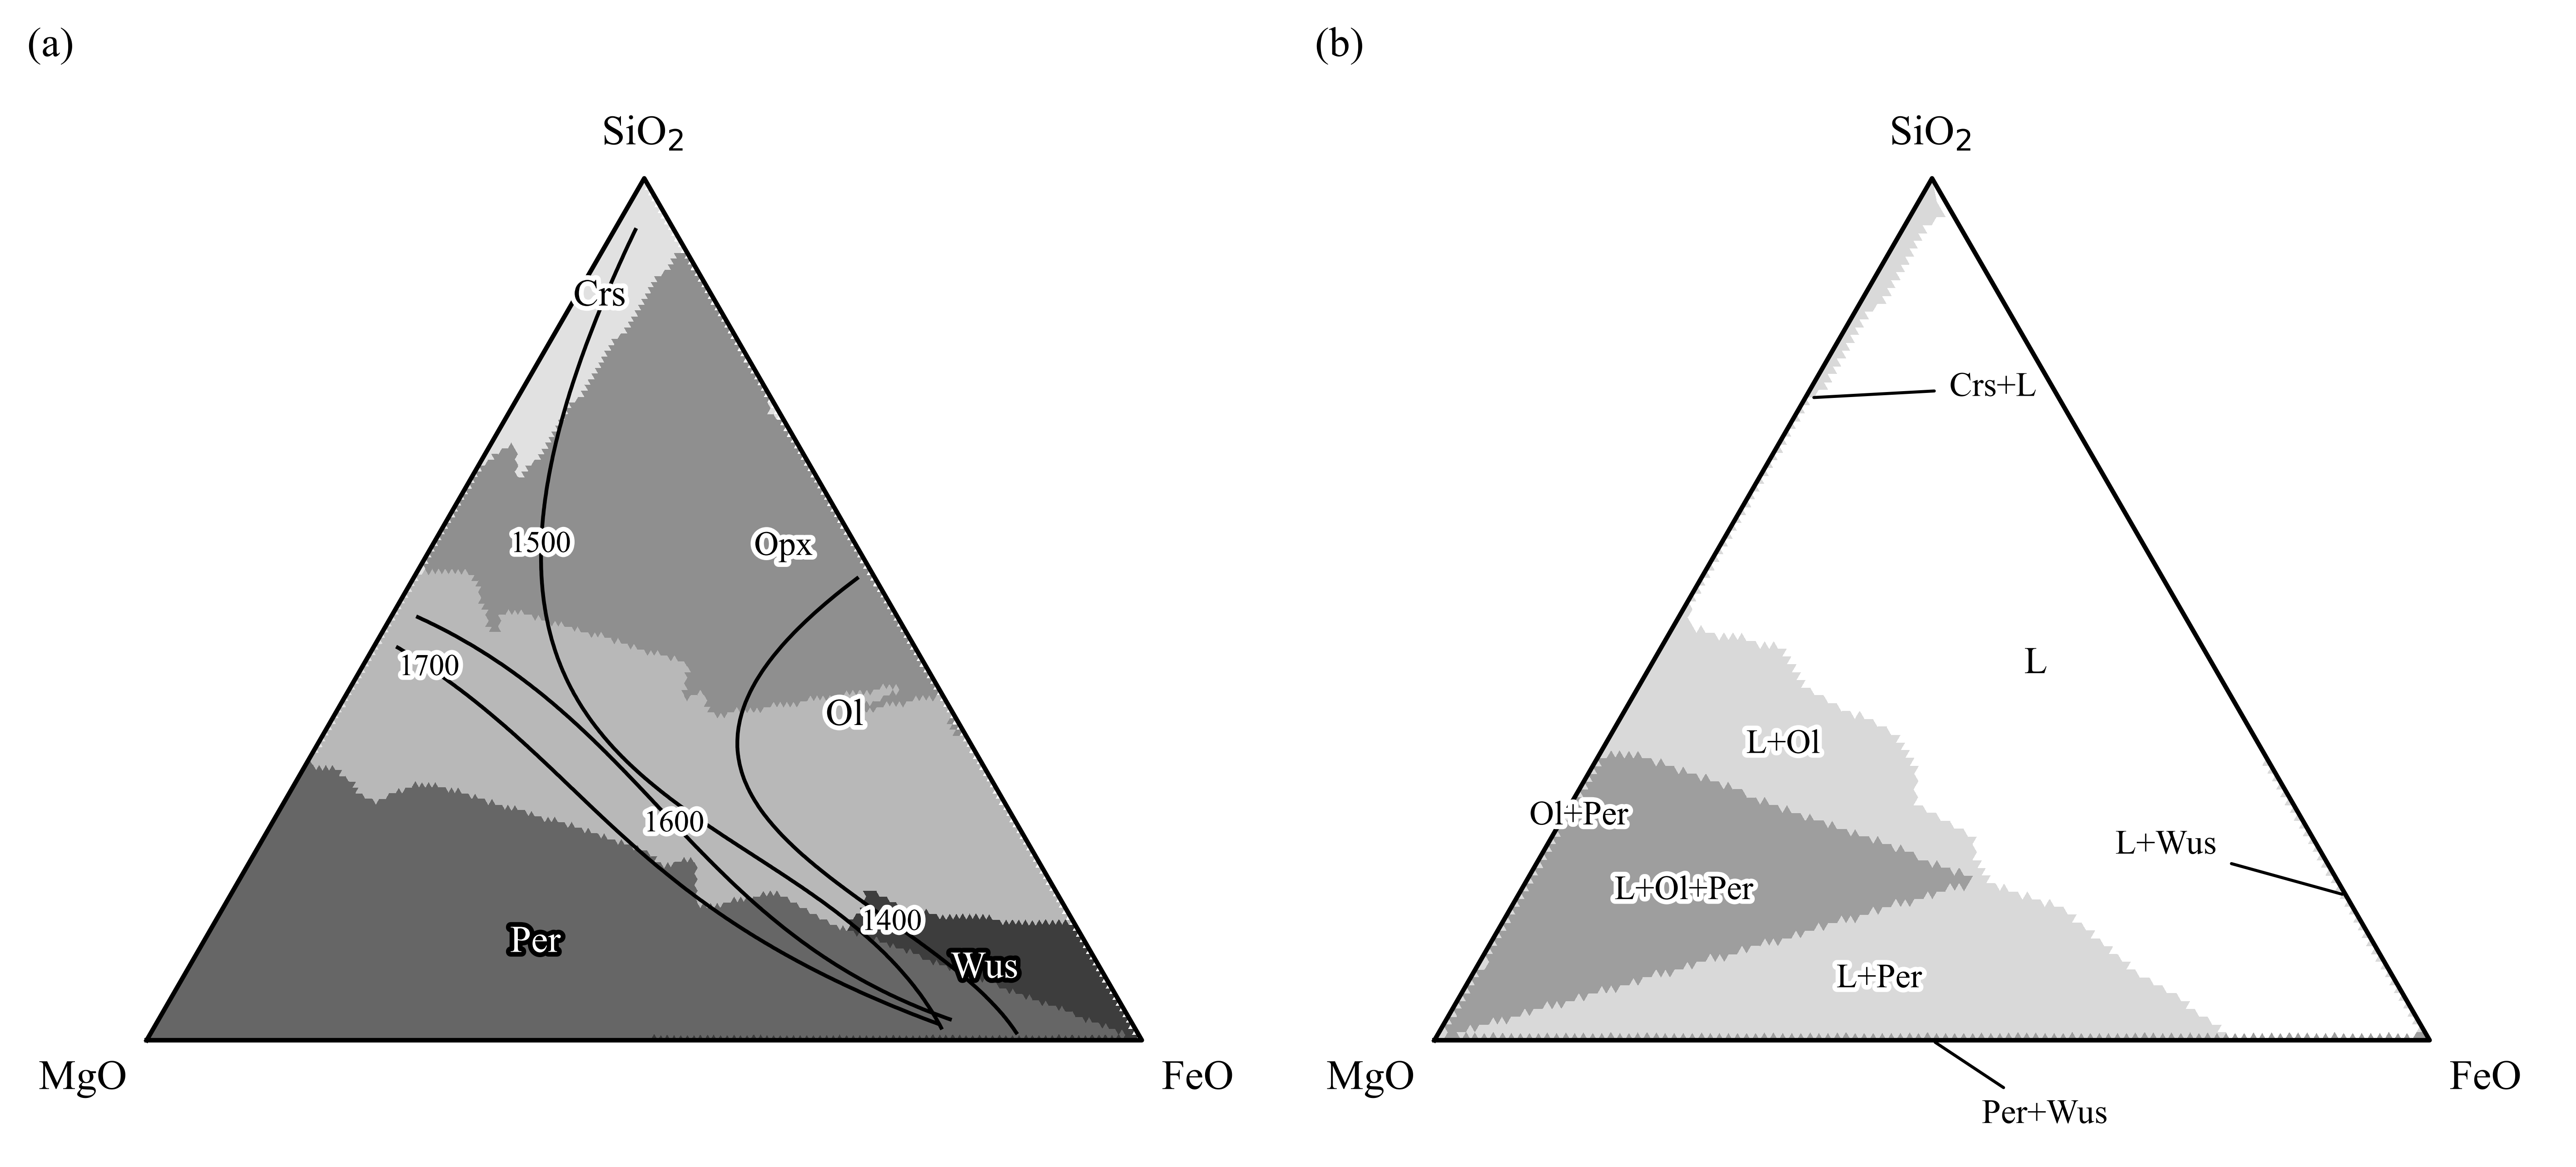 (a)
SiO₂
Crs
1500
Opx
1700
Ol
1600
1400
Per
Wus
MgO
FeO
(b)
SiO₂
Crs+L
L
L+Ol
Ol+Per
L+Wus
L+Ol+Per
L+Per
MgO
FeO
Per+Wus